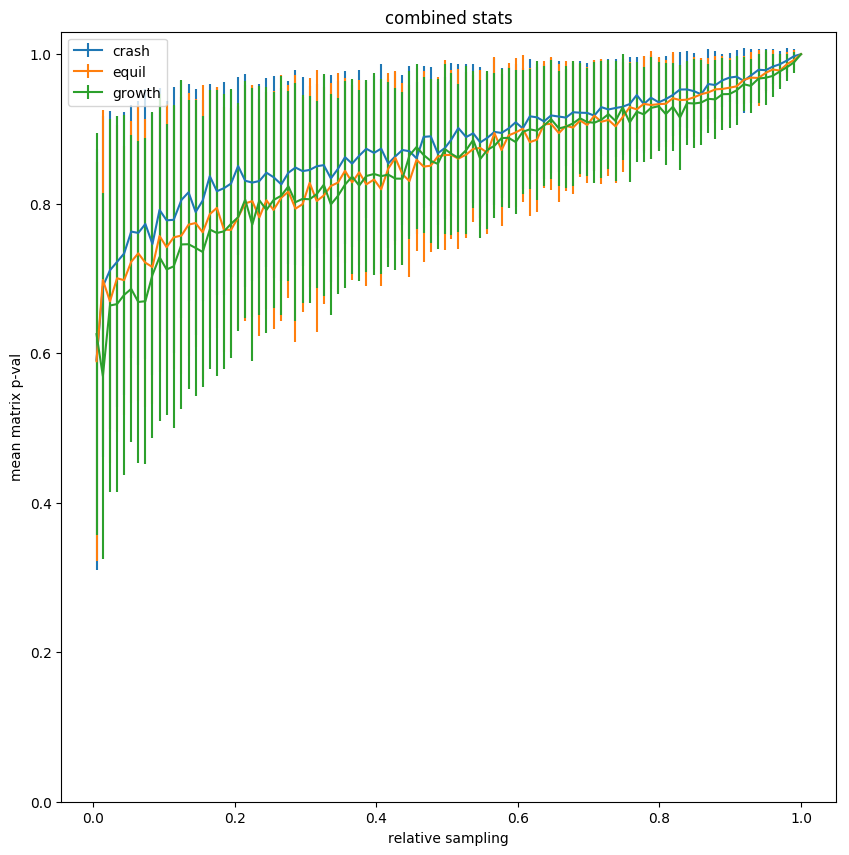 combined stats
crash
equil
growth
mean matrix p-val
1.0
0.8
0.6
0.4
0.2
0.0
0.0 0.2 0.4 0.6 0.8 1.0
relative sampling